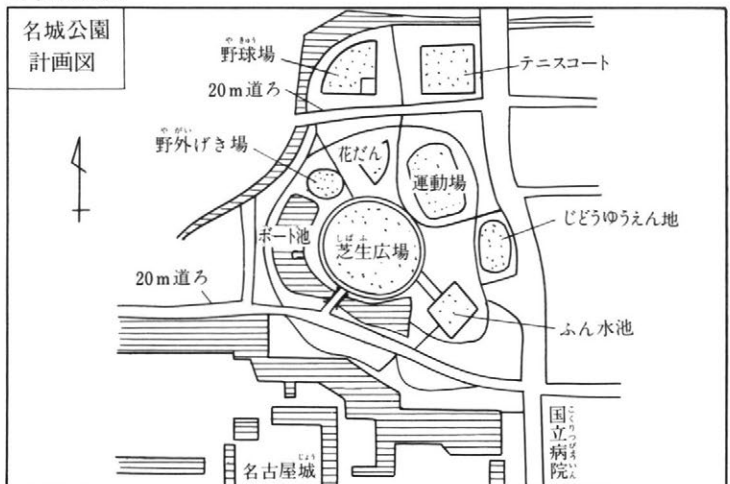 名城公園
計画図
野球場
やきゅう
テニスコート
20m道ろ
野外げき場
やがい
花だん
運動場
じどうゆうえん地
ボート池
芝生広場
しばふ
20m道ろ
ふん水池
名古屋城
じょう
国立病院
こくりつびょういん